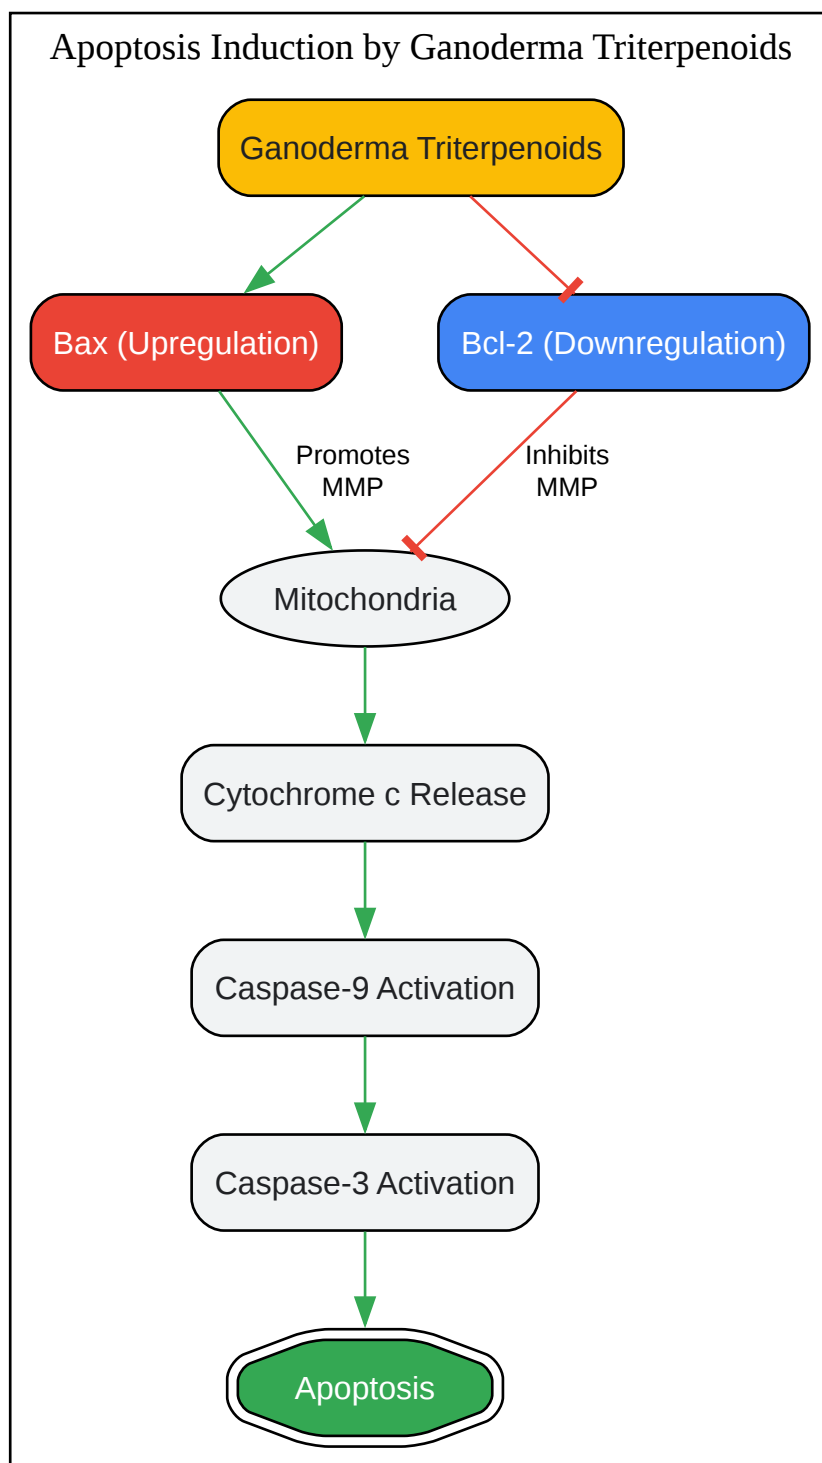 Apoptosis Induction by Ganoderma Triterpenoids
Ganoderma Triterpenoids
Bax (Upregulation)
Bcl-2 (Downregulation)
Promotes
MMP
Inhibits
MMP
Mitochondria
Cytochrome c Release
Caspase-9 Activation
Caspase-3 Activation
Apoptosis